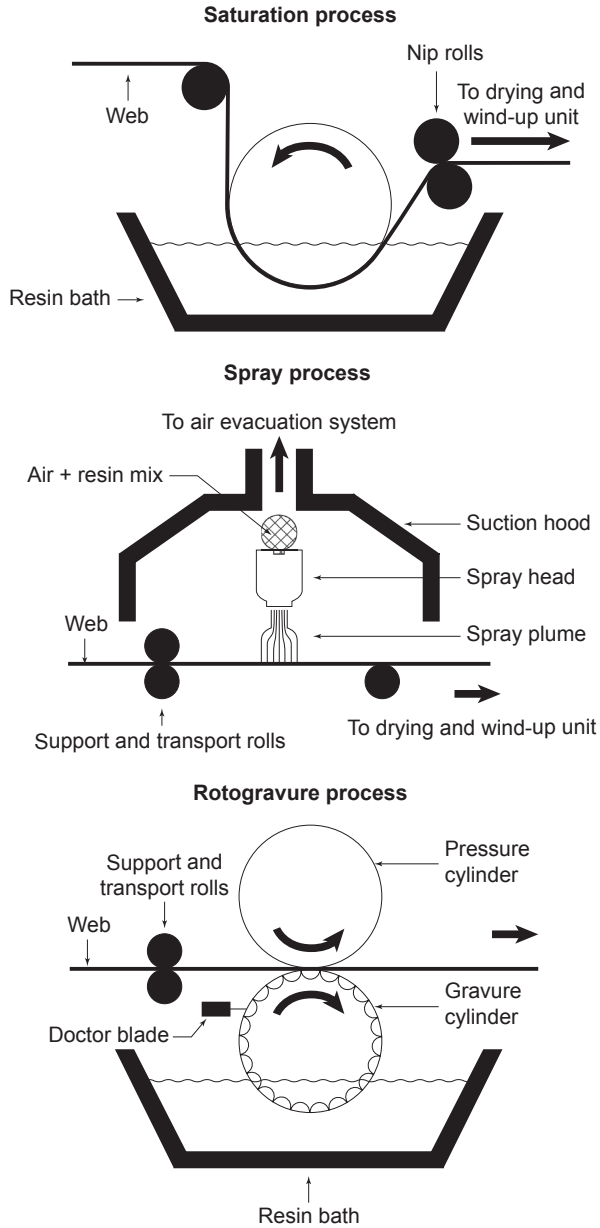 Saturation process
Nip rolls
To drying and
wind-up unit
Web
Resin bath
Spray process
To air evacuation system
Air + resin mix
Suction hood
Spray head
Web
Spray plume
Support and transport rolls
To drying and wind-up unit
Rotogravure process
Support and
transport rolls
Pressure
cylinder
Web
Gravure
cylinder
Doctor blade
Resin bath